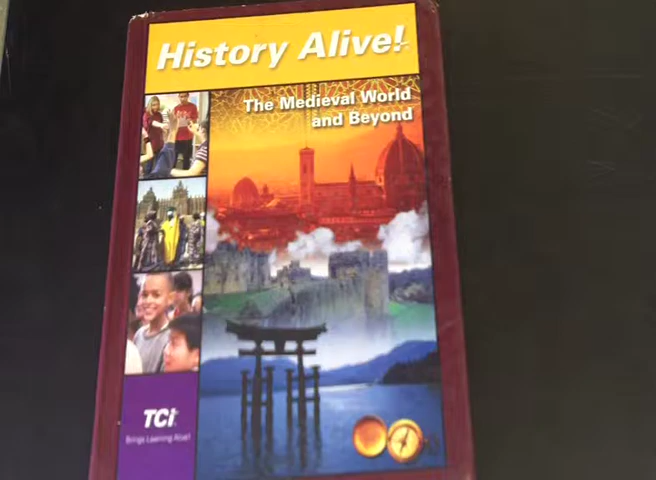 History Alive!
The Medieval World
and Beyond
TCi
Brings Learning Alive!